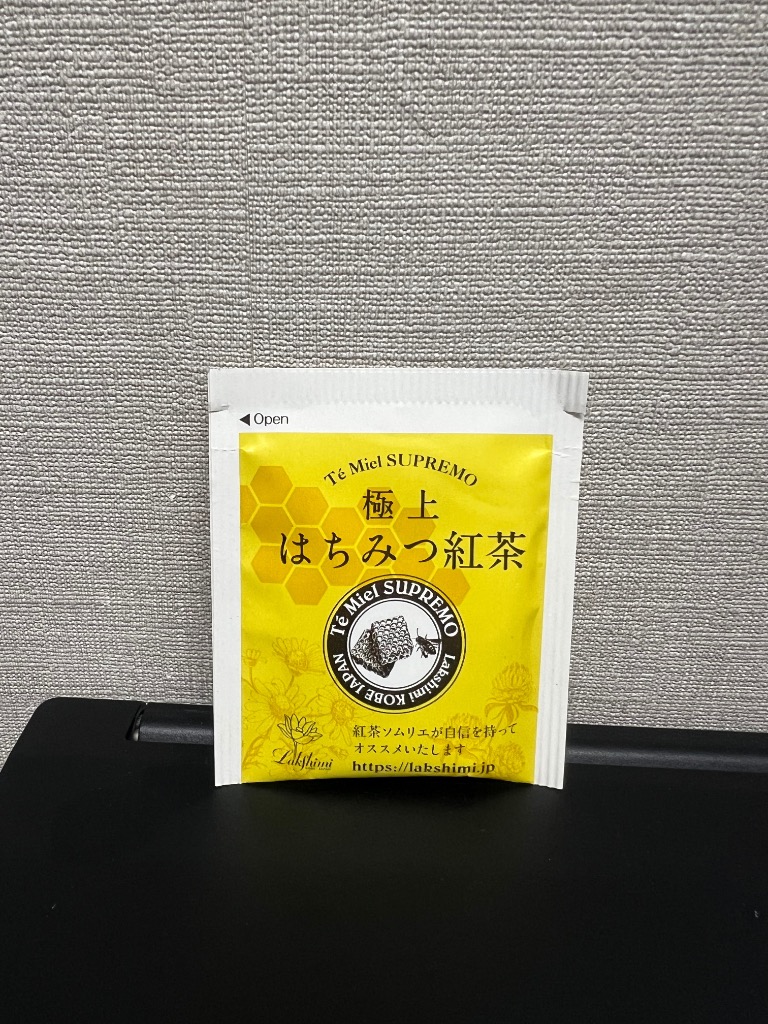 ◀Open
Té Miel SUPREMO
極上
はちみつ紅茶
Té Miel SUPREMO
Lakshimi KOBE JAPAN
Lakshimi
紅茶ソムリエが自信を持って
オススメいたします
https://lakshimi.jp